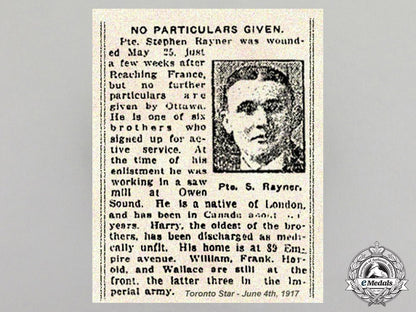 NO PARTICULARS GIVEN.
Pte. Stephen Rayner was wound-
ed May 25, just
a few weeks after
Reaching France,
but no further
particulars are
given by Ottawa.
He is one of six
brothers who
signed up for ac-
tive service. At
the time of his
enlistment he was
working in a saw
mill at Owen
Sound. He is a native of London,
and has been in Canada about
years. Harry, the oldest of the bro-
thers, has been discharged as medi-
cally unfit. His home is at 89 Em-
pire avenue. William, Frank, Har-
old, and Wallace are still at the
front, the latter three in the Im-
perial army.
Pte. S. Rayner.
Toronto Star - June 4th, 1917
eMedals